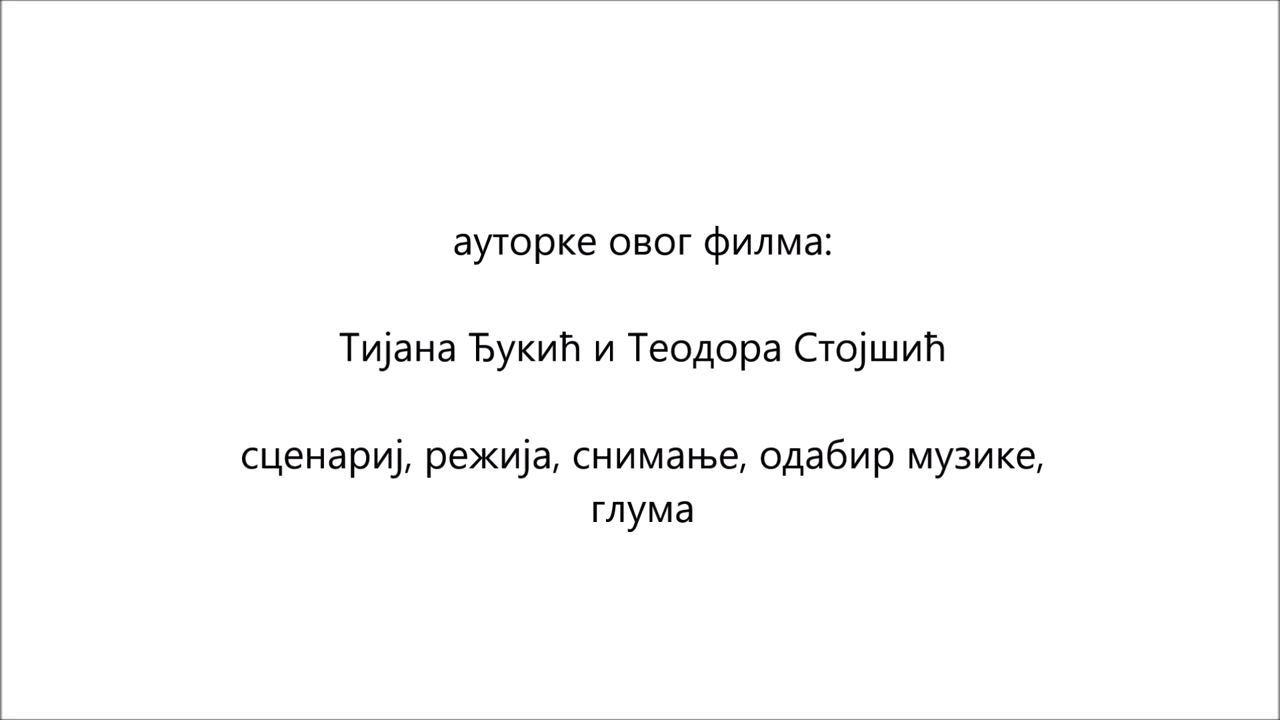 ауторке овог филма:
Тијана Ђукић и Теодора Стојшић
сценариј, режија, снимање, одабир музике,
глума